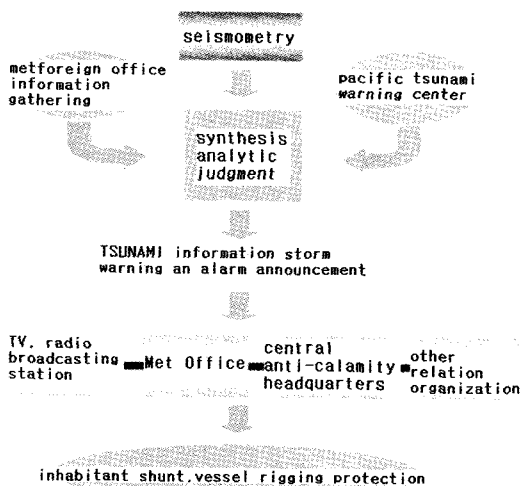 seismometry
metforeign office
information
gathering
pacific tsunami
warning center
synthesis
analytic
judgment
TSUNAMI information storm
warning an alarm announcement
TV. radio
broadcasting
station
Met Office
central
anti-calamity
headquarters
other
relation
organization
inhabitant shunt.vessel rigging protection